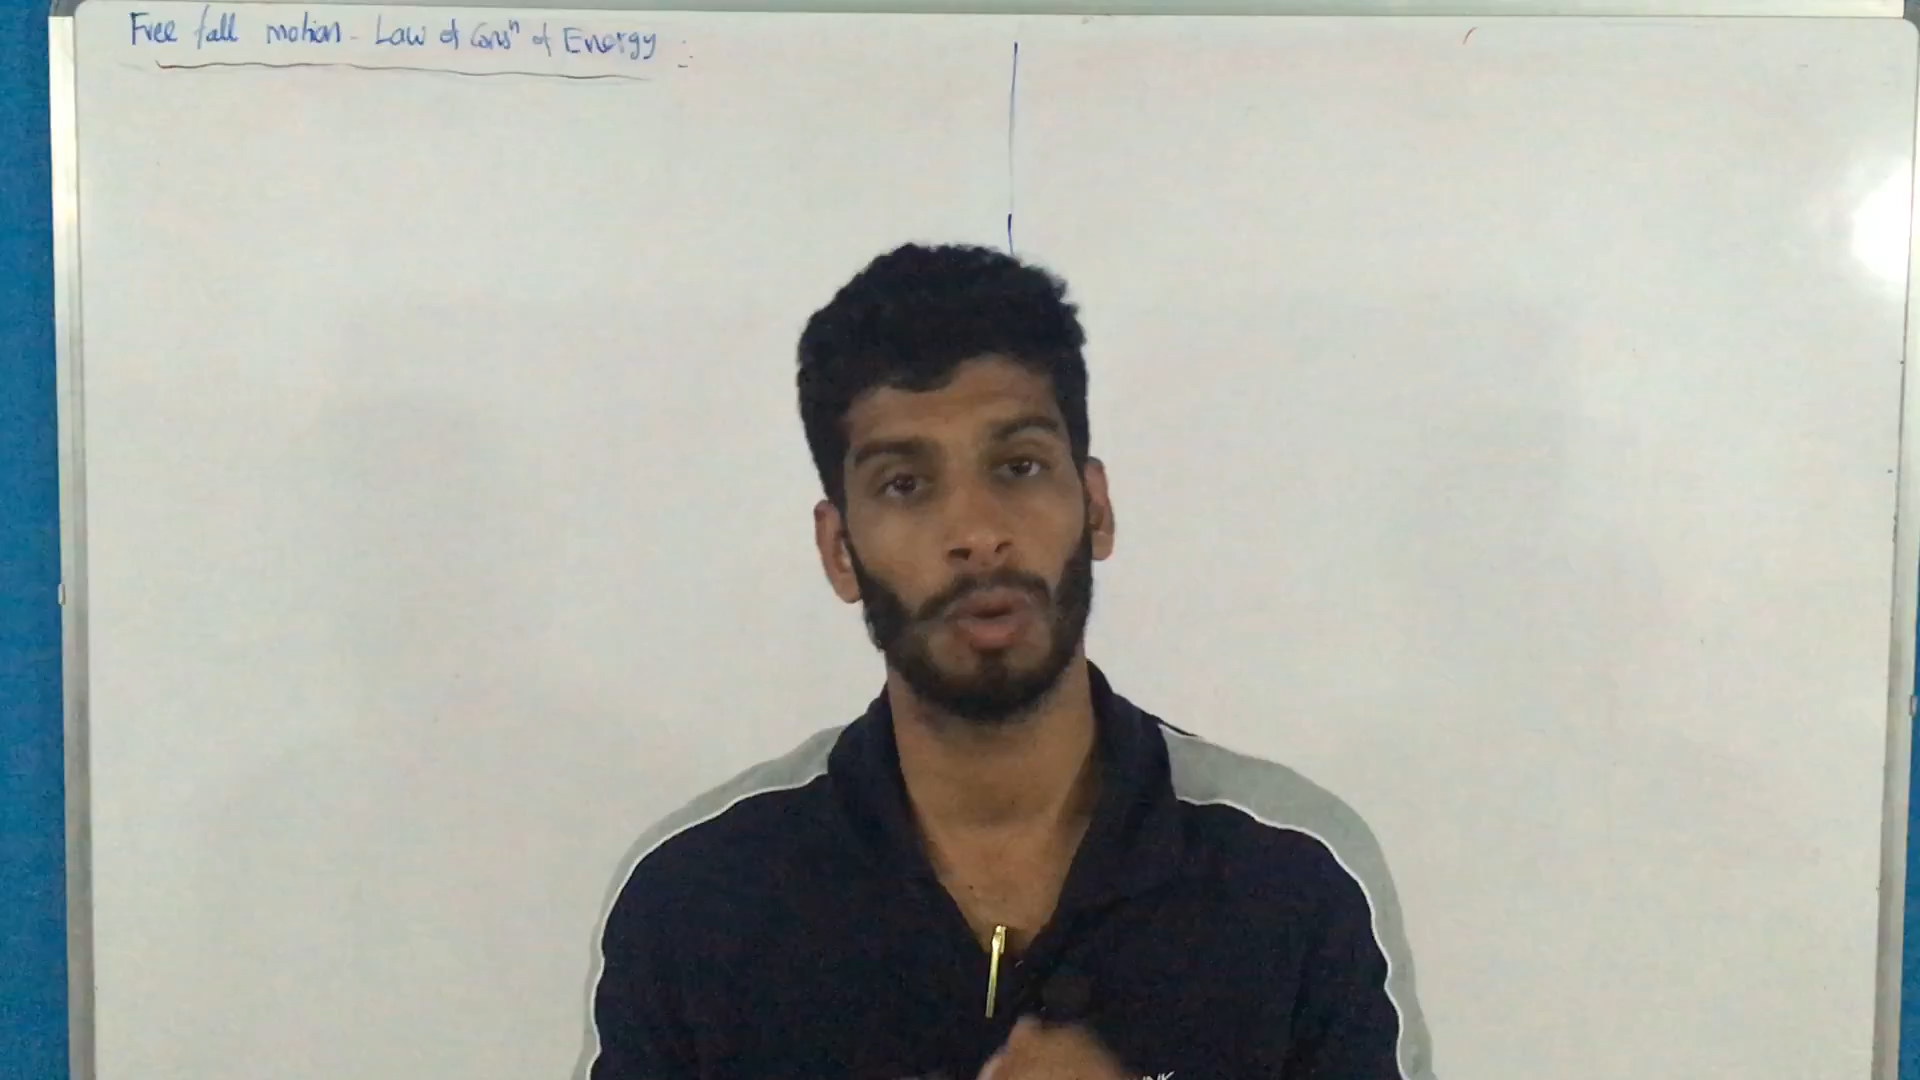 Free fall motion - Law of Consⁿ of Energy :